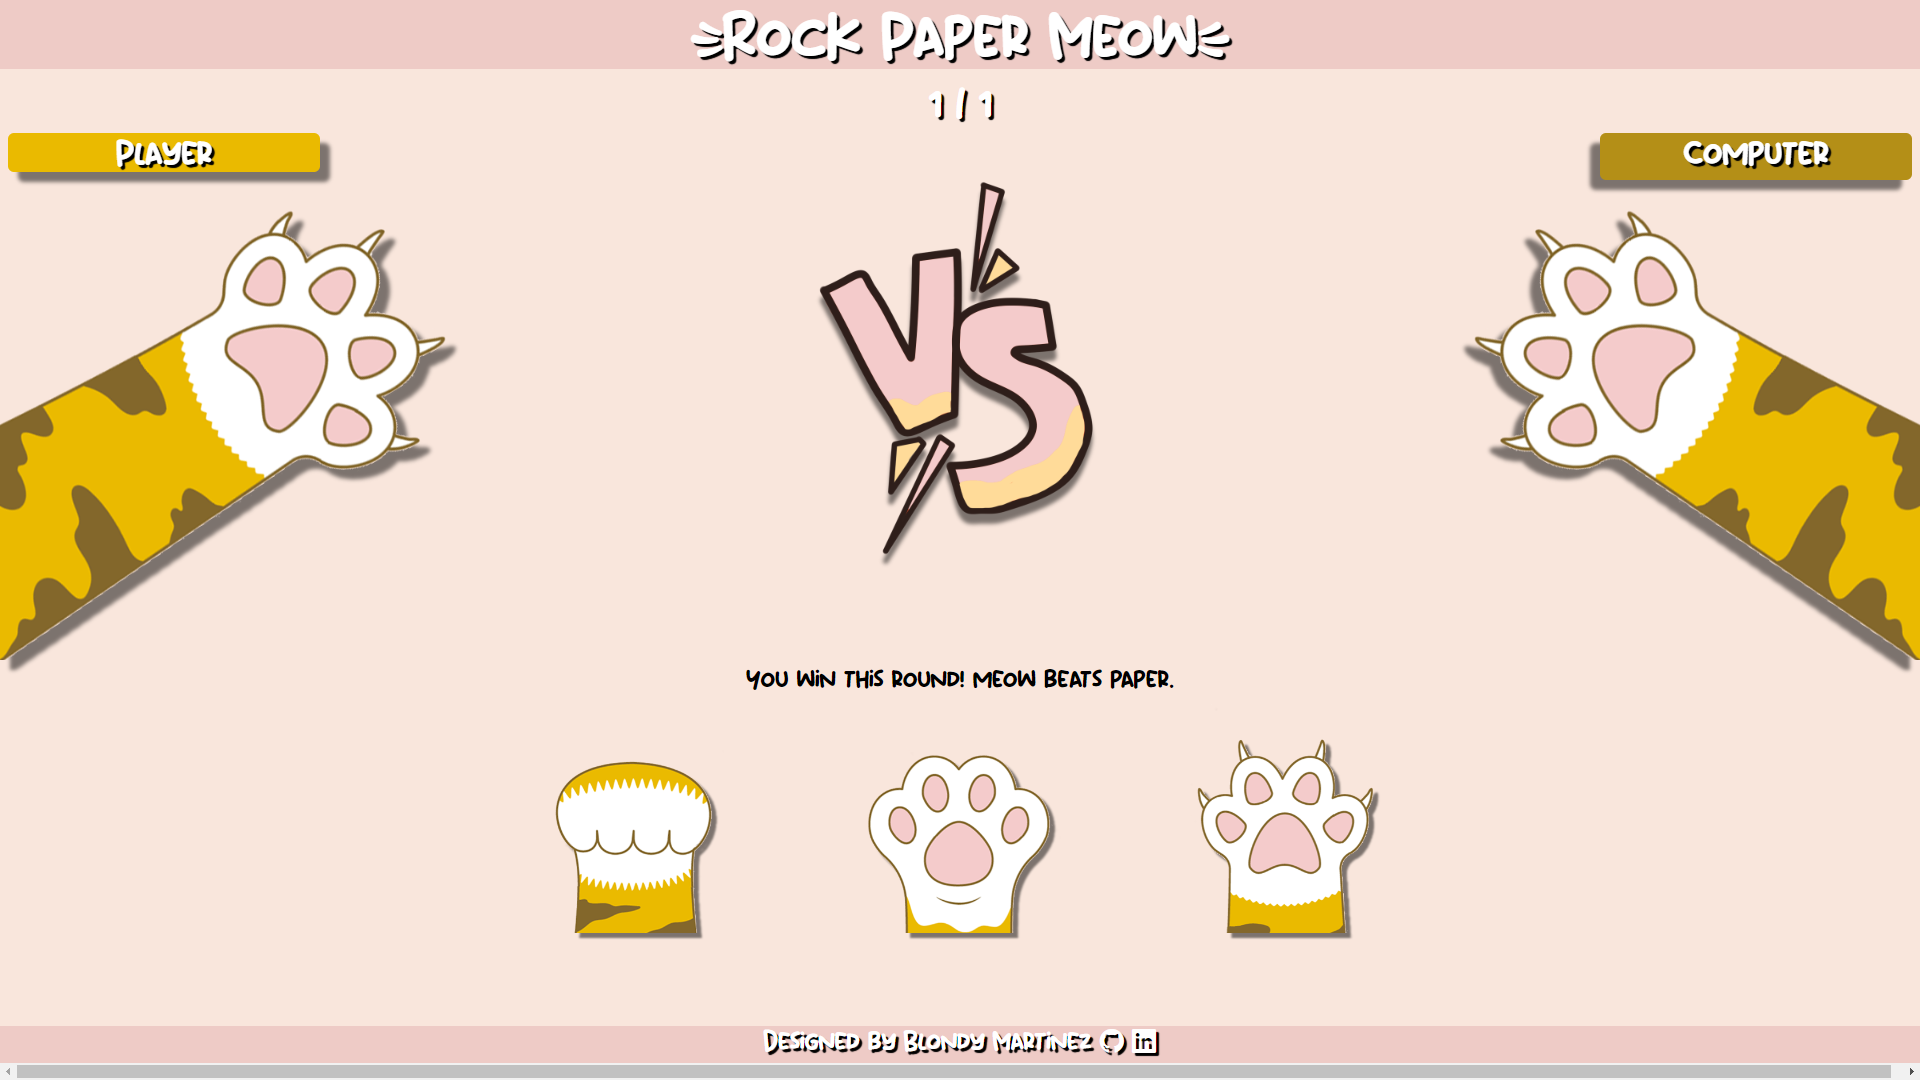 Rock Paper Meow
1 / 1
Player
Computer
VS
You win this round! Meow beats Paper.
Designed by Blondy Martinez in